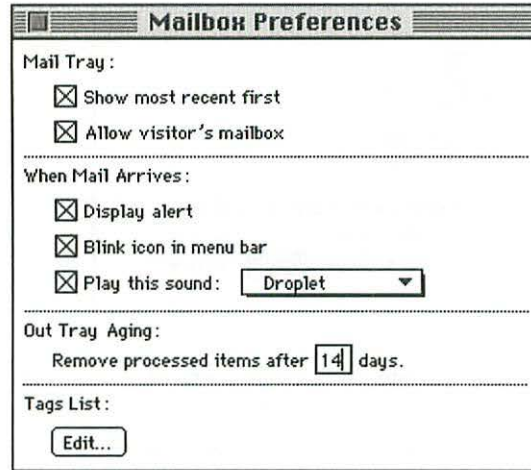 Mailbox Preferences
Mail Tray:
Show most recent first
Allow visitor's mailbox
When Mail Arrives:
Display alert
Blink icon in menu bar
Play this sound: Droplet
Out Tray Aging:
Remove processed items after 14 days.
Tags List:
Edit...